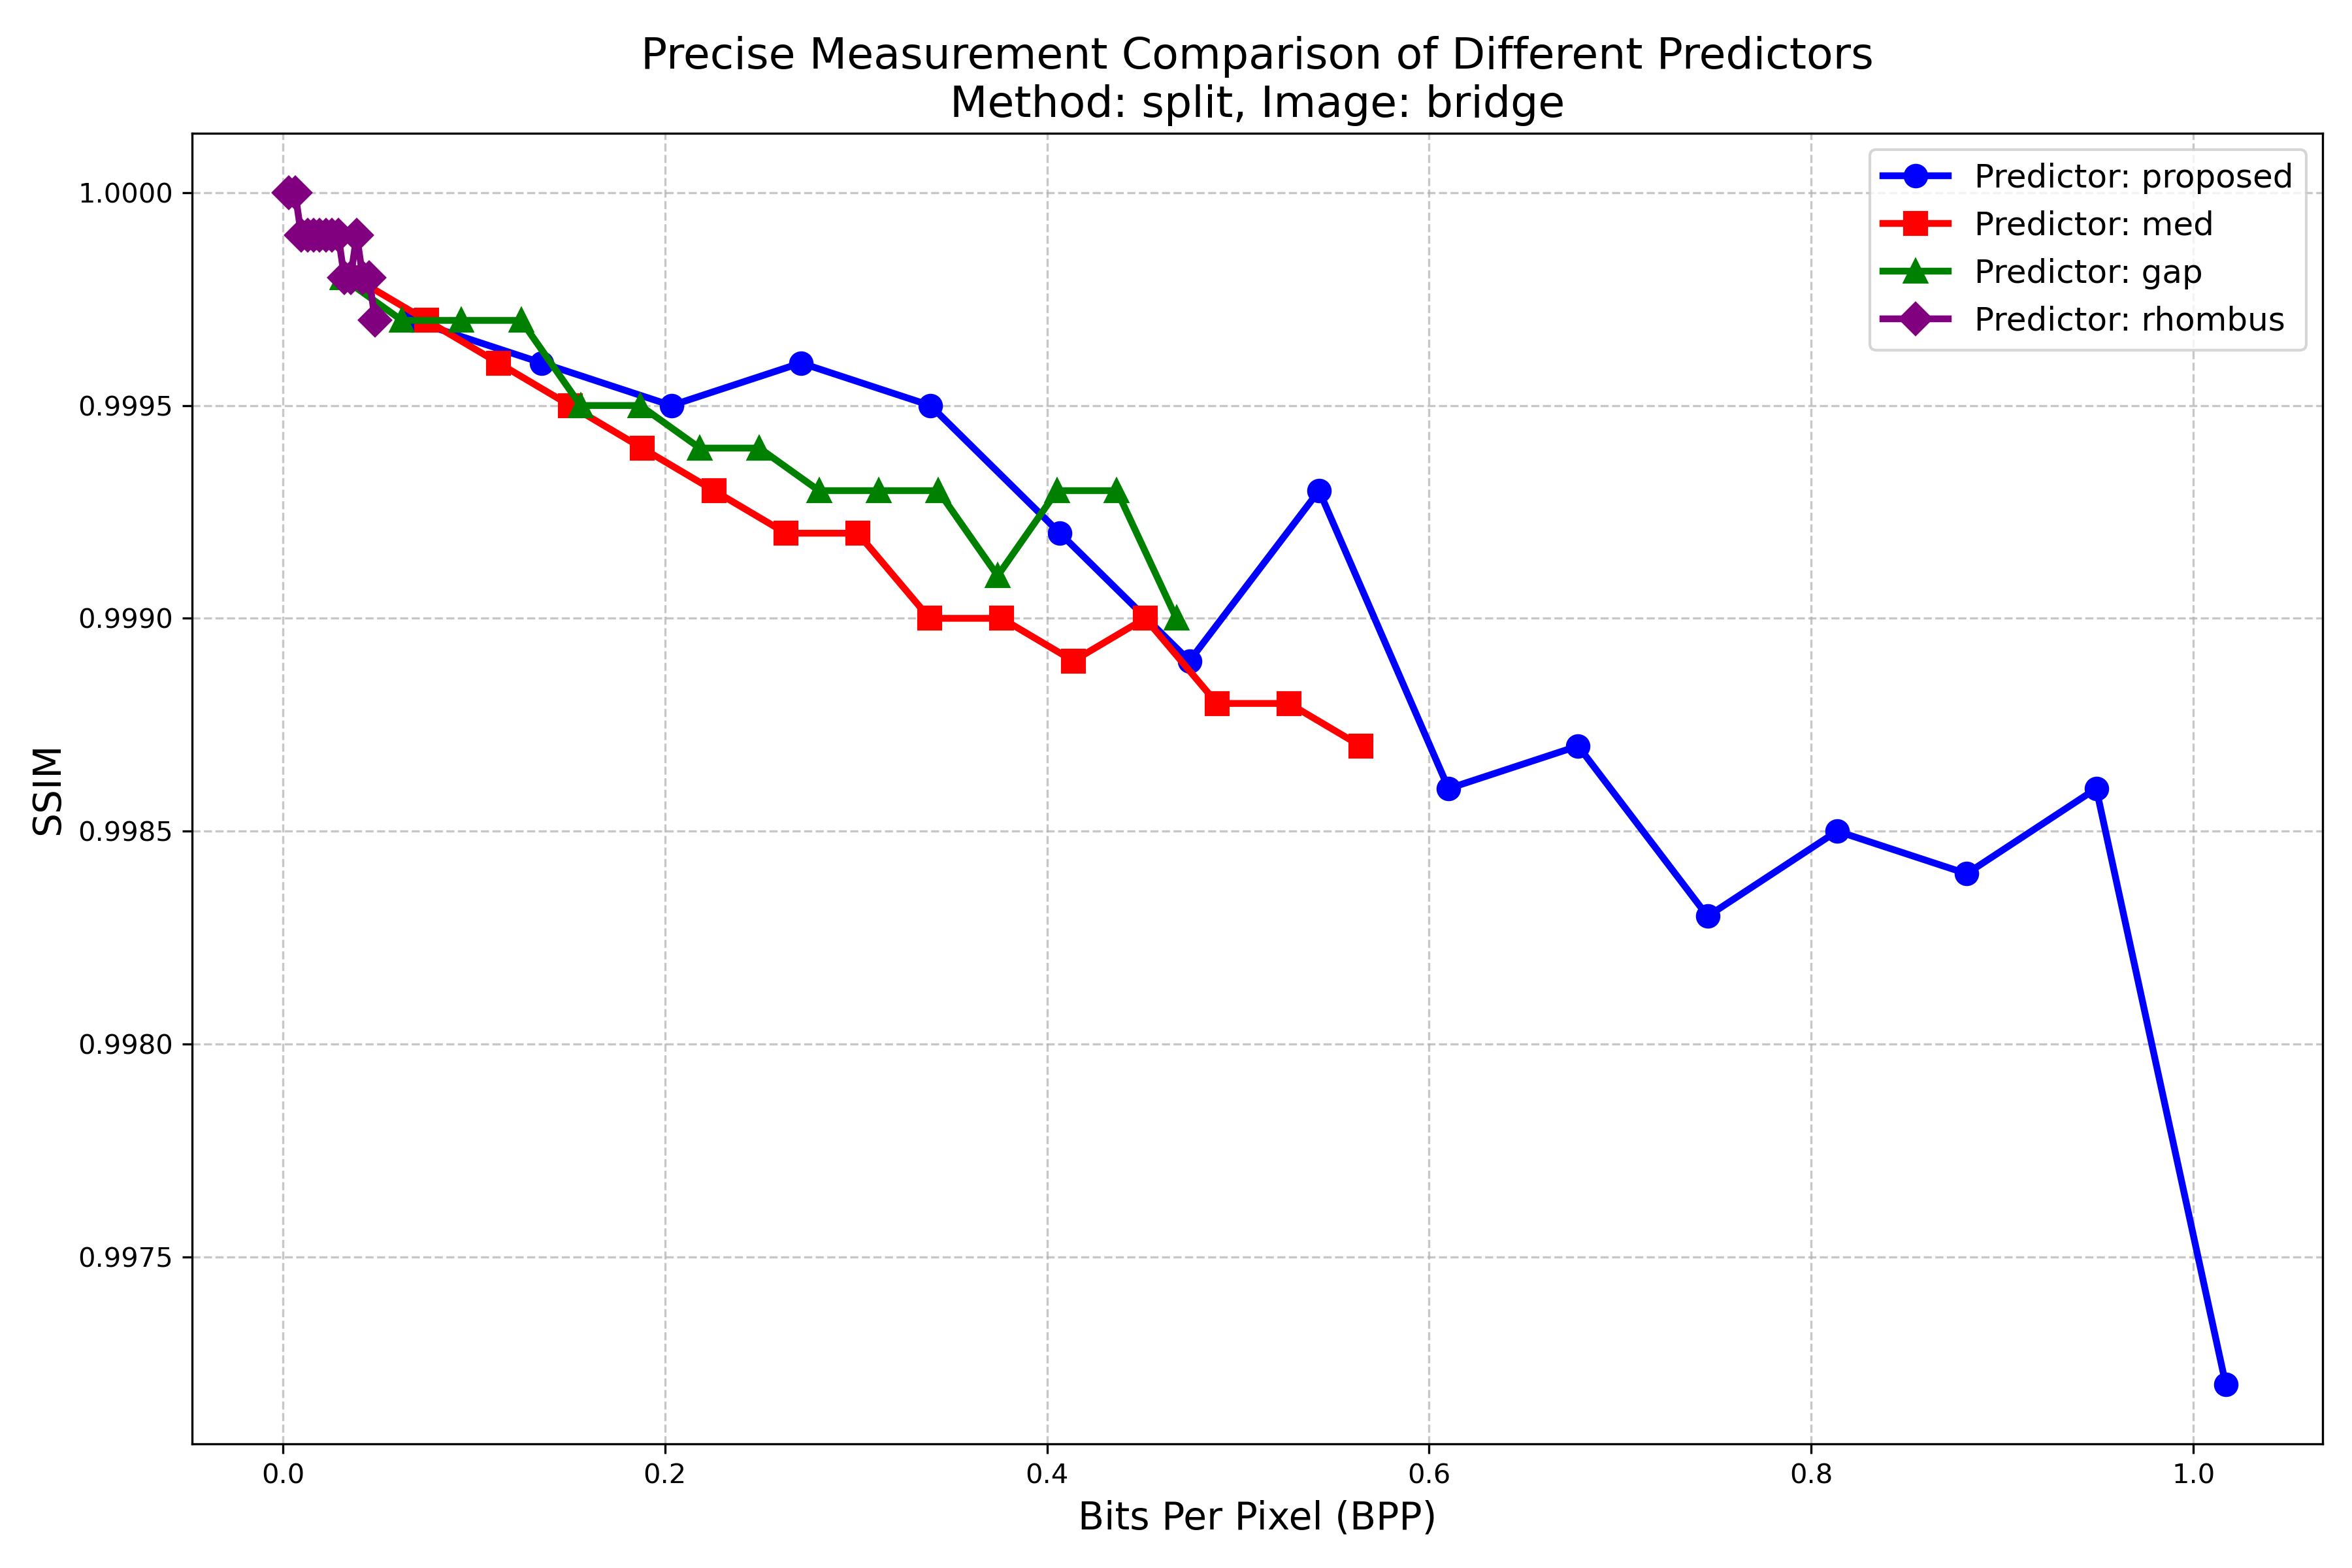 Precise Measurement Comparison of Different Predictors
Method: split, Image: bridge
Predictor: proposed
Predictor: med
Predictor: gap
Predictor: rhombus
1.0000
0.9995
0.9990
0.9985
0.9980
0.9975
SSIM
0.0 0.2 0.4 0.6 0.8 1.0
Bits Per Pixel (BPP)